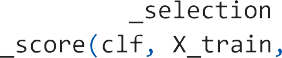 _selection
_score(clf, X_train,